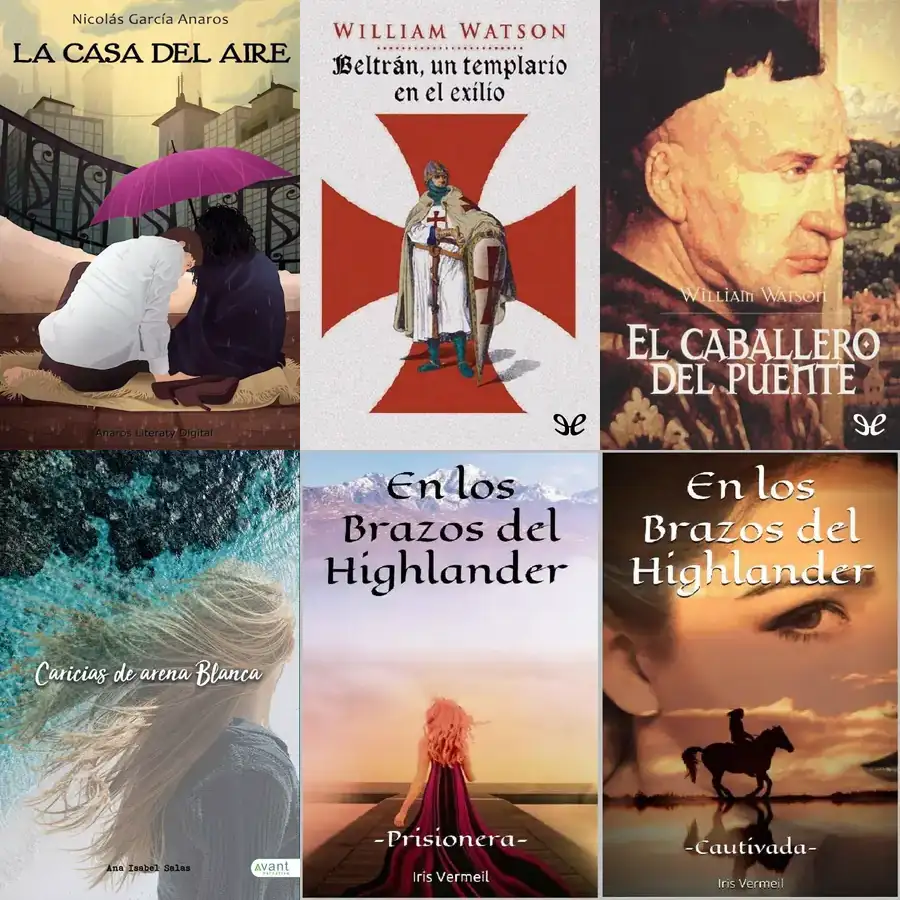 Nicolás García Anaros
LA CASA DEL AIRE
Anaros Literaty Digital
WILLIAM WATSON
Beltrán, un templario
en el exilio
WILLIAM WATSON
EL CABALLERO
DEL PUENTE
Caricias de arena Blanca
Ana Isabel Salas
avant
En los
Brazos del
Highlander
-Prisionera-
Iris Vermeil
En los
Brazos del
Highlander
-Cautivada-
Iris Vermeil